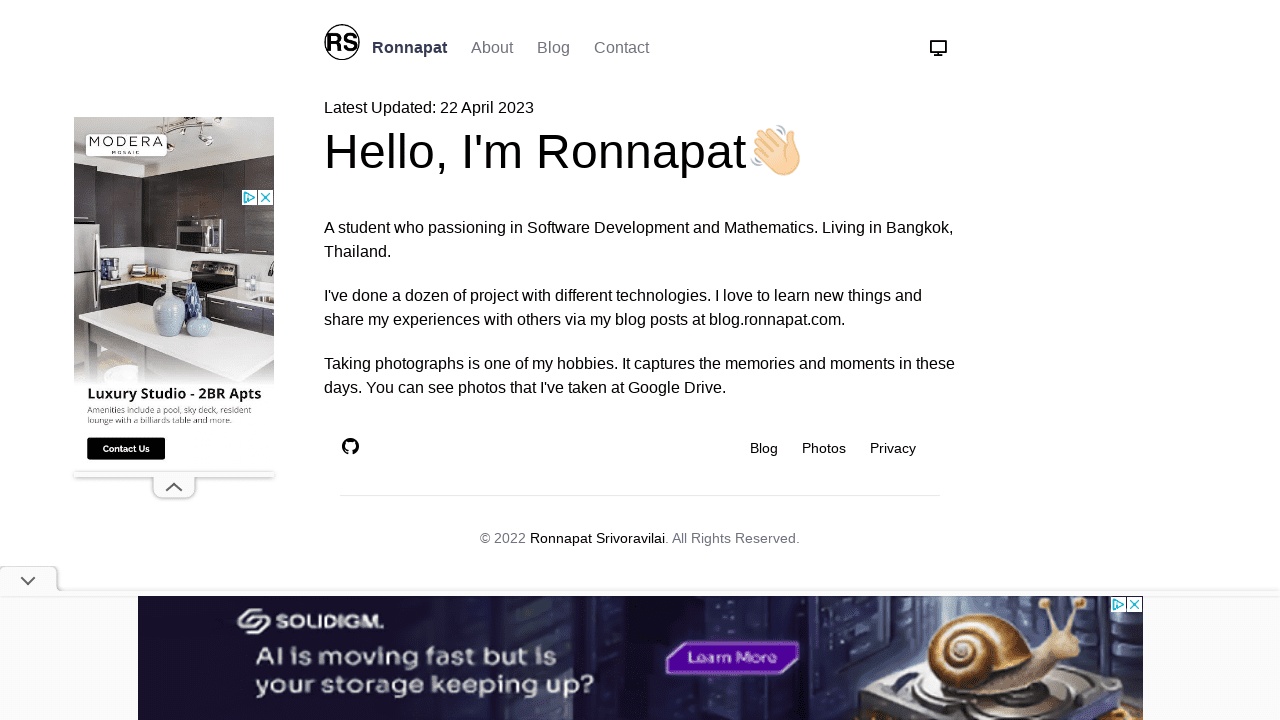 RS
Ronnapat About Blog Contact
Latest Updated: 22 April 2023
Hello, I'm Ronnapat
A student who passioning in Software Development and Mathematics. Living in Bangkok,
Thailand.
I've done a dozen of project with different technologies. I love to learn new things and
share my experiences with others via my blog posts at blog.ronnapat.com.
Taking photographs is one of my hobbies. It captures the memories and moments in these
days. You can see photos that I've taken at Google Drive.
Blog Photos Privacy
© 2022 Ronnapat Srivoravilai. All Rights Reserved.
MODERA
MOSAIC
Luxury Studio - 2BR Apts
Amenities include a pool, sky deck, resident
lounge with a billiards table and more.
Contact Us
SOLIDIGM.
AI is moving fast but is
your storage keeping up?
Learn More